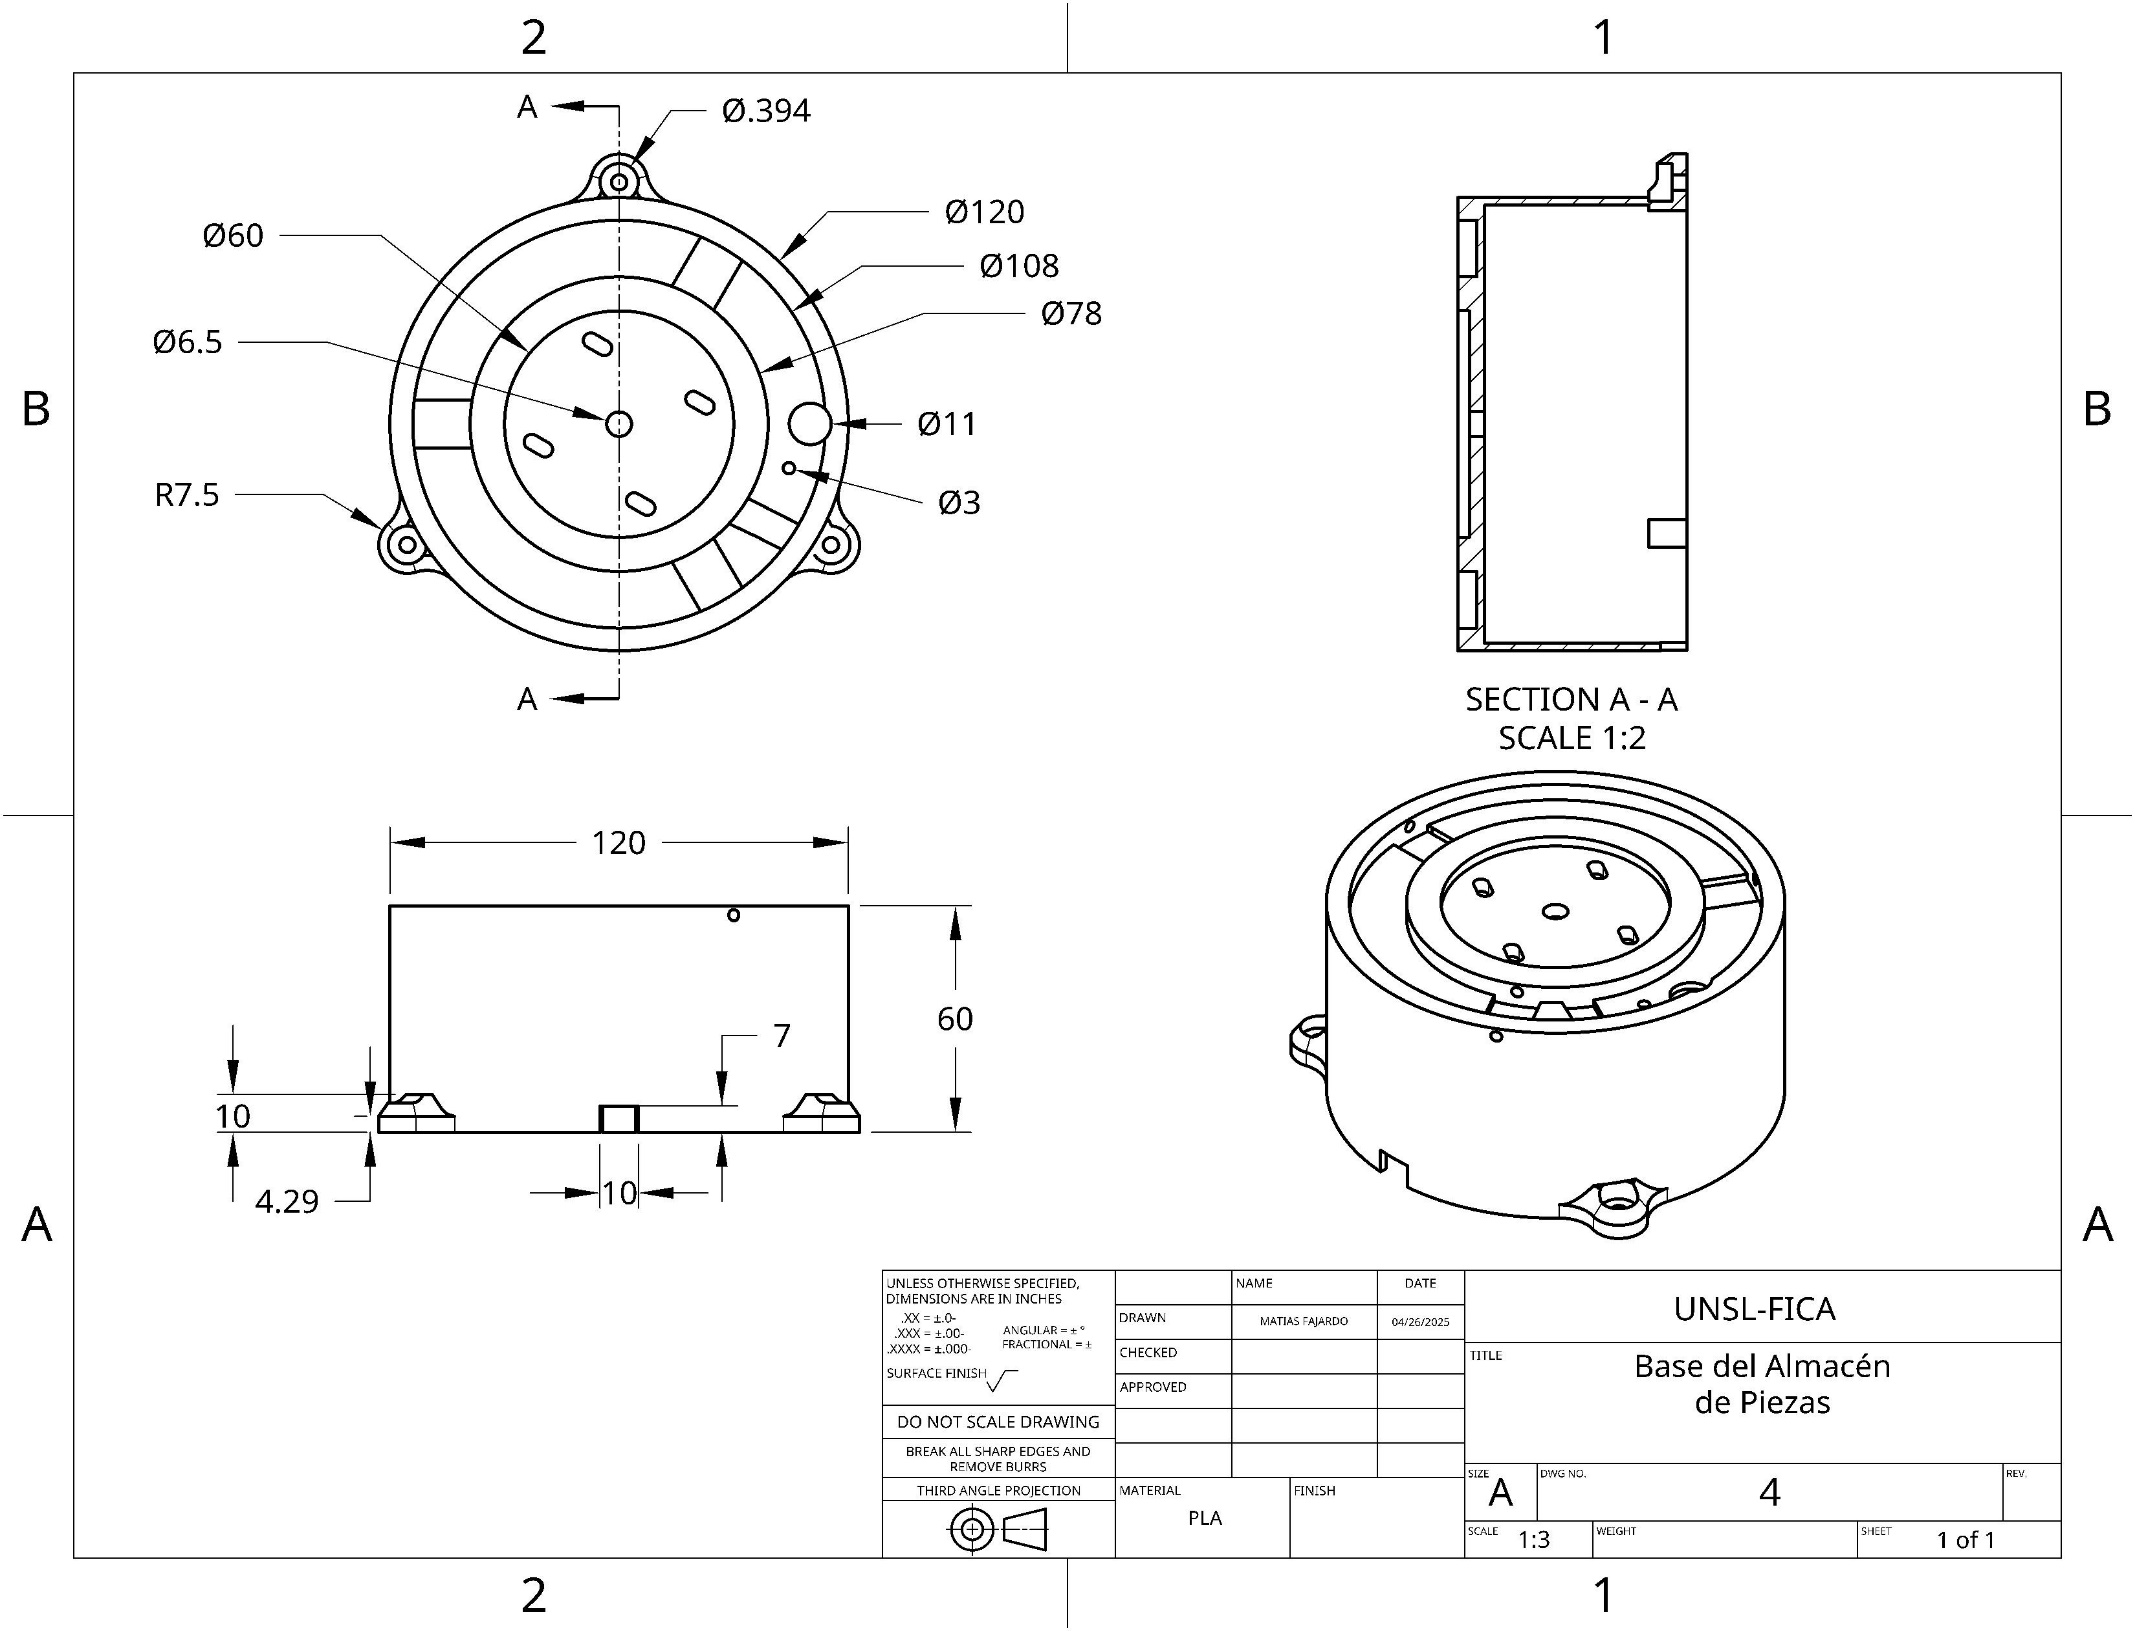 2
1
A
Ø.394
Ø60
Ø120
Ø108
Ø78
Ø6.5
B
B
Ø11
R7.5
Ø3
A
SECTION A - A
SCALE 1:2
120
7
60
10
10
4.29
A
A
UNLESS OTHERWISE SPECIFIED,
DIMENSIONS ARE IN INCHES
.XX = ±.0-
.XXX = ±.00-
.XXXX = ±.000-
ANGULAR = ± °
FRACTIONAL = ±
SURFACE FINISH
DO NOT SCALE DRAWING
BREAK ALL SHARP EDGES AND
REMOVE BURRS
THIRD ANGLE PROJECTION
NAME
DATE
DRAWN
MATIAS FAJARDO
04/26/2025
CHECKED
APPROVED
MATERIAL
PLA
FINISH
UNSL-FICA
TITLE
Base del Almacén
de Piezas
SIZE
A
DWG NO.
4
REV.
SCALE
1:3
WEIGHT
SHEET
1 of 1
2
1